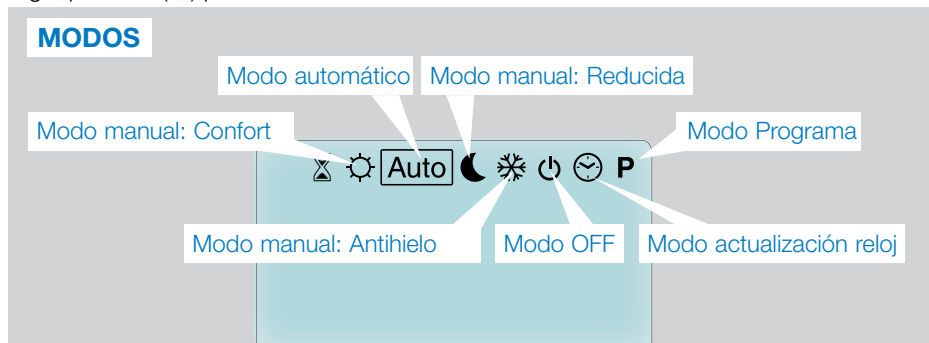 MODOS
Modo automático
Modo manual: Reducida
Modo manual: Confort
Modo Programa
Auto
P
Modo manual: Antihielo
Modo OFF
Modo actualización reloj